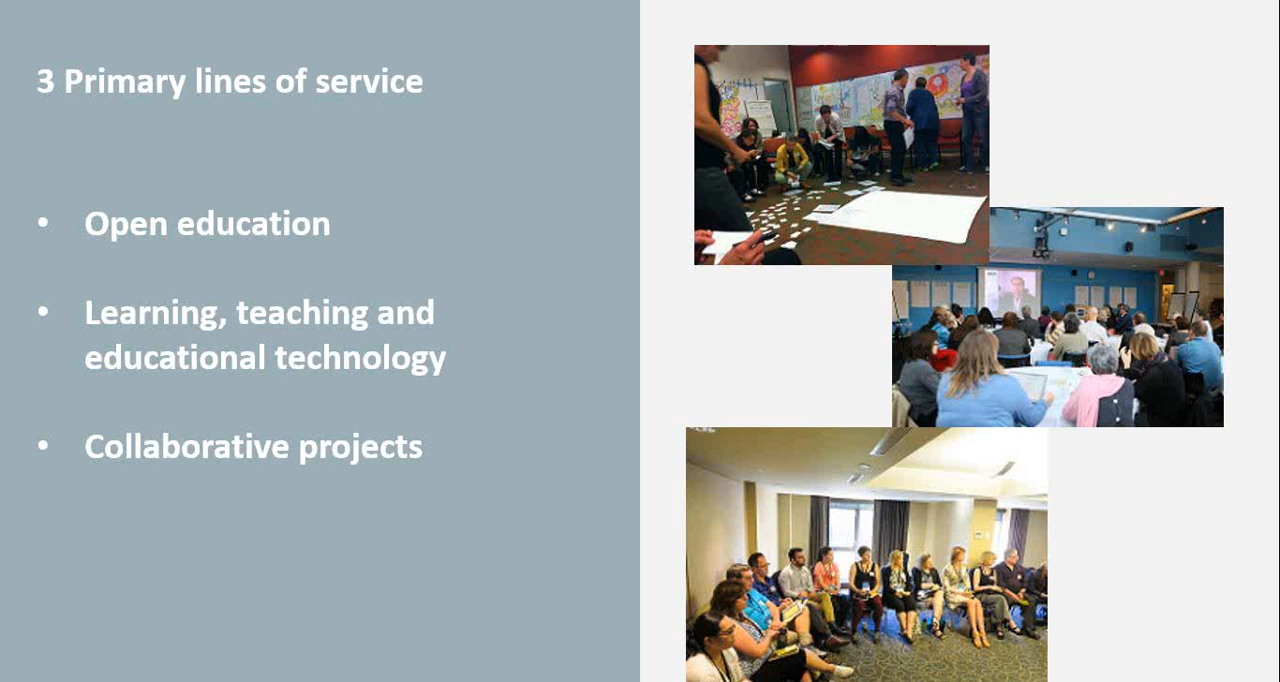 3 Primary lines of service
• Open education
• Learning, teaching and
educational technology
• Collaborative projects